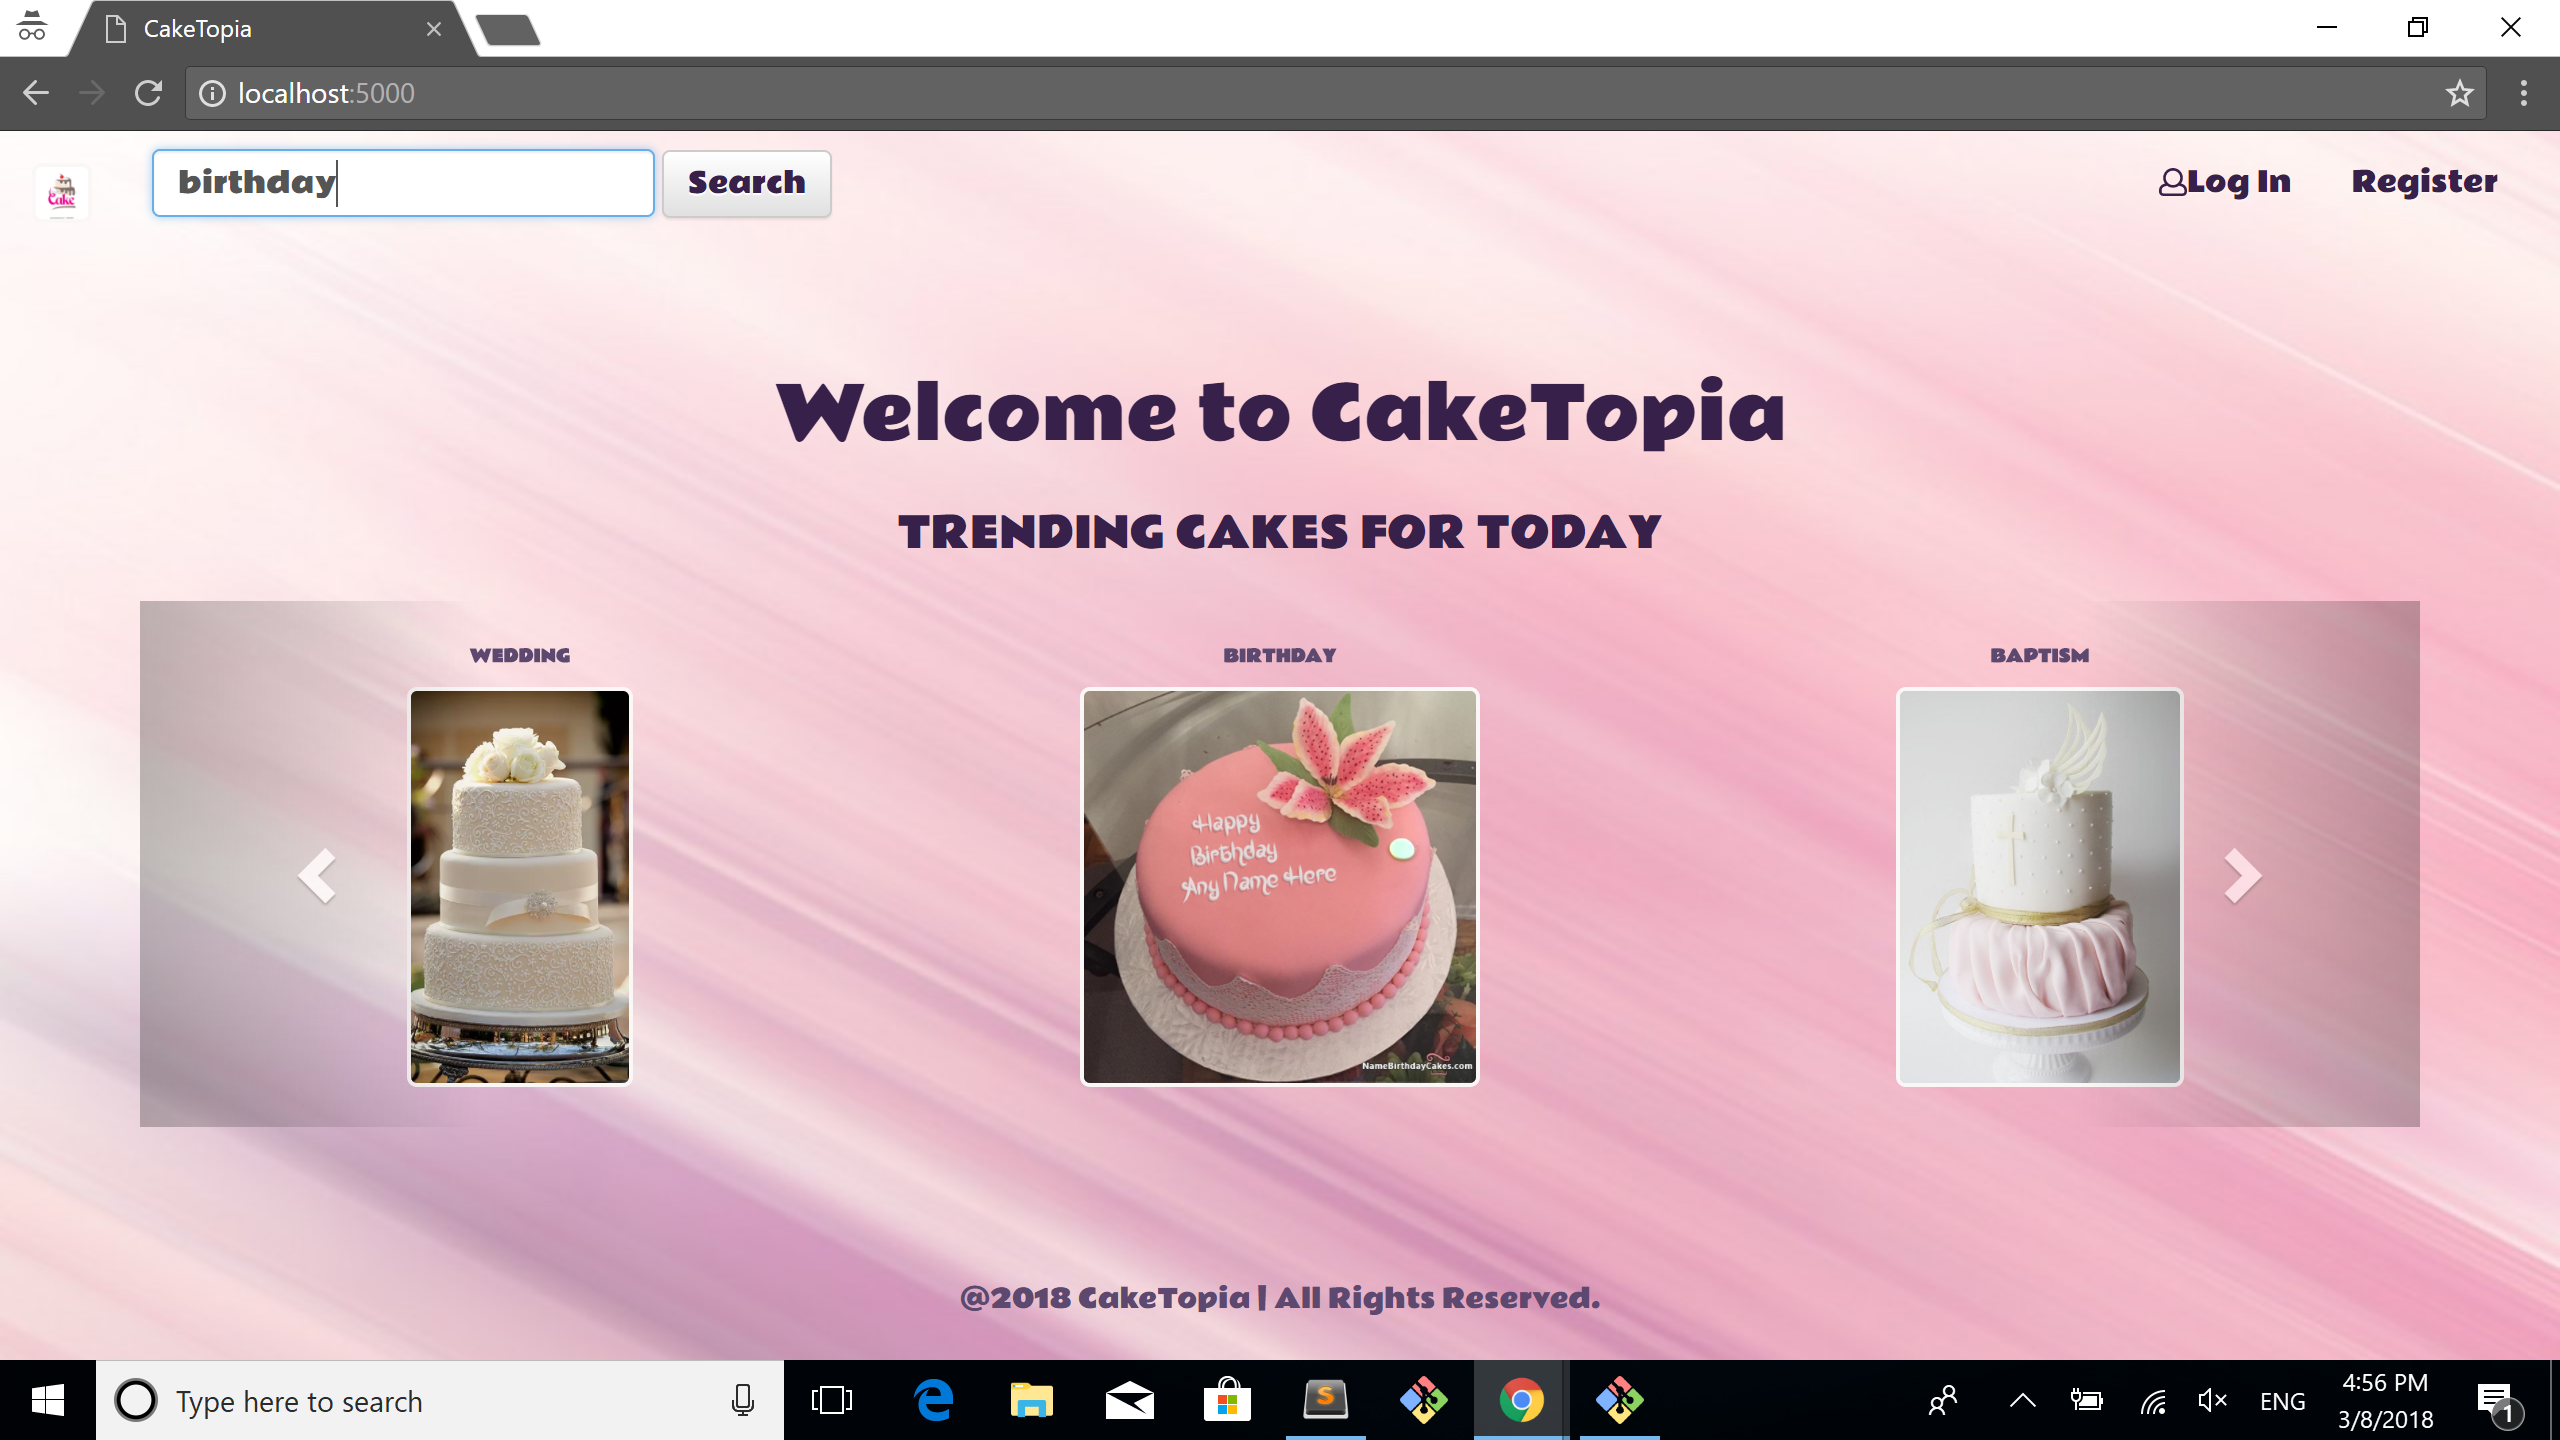 CakeTopia
localhost:5000
Cake
birthday
Search
Log In
Register
Welcome to CakeTopia
TRENDING CAKES FOR TODAY
WEDDING
BIRTHDAY
BAPTISM
Happy
Birthday
Any Name Here
NameBirthdayCakes.com
@2018 CakeTopia | All Rights Reserved.
Type here to search
S
ENG
4:56 PM
3/8/2018
1